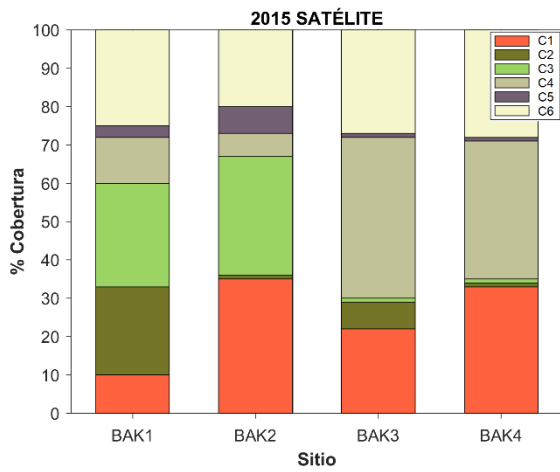 2015 SATÉLITE
% Cobertura
100
90
80
70
60
50
40
30
20
10
0
BAK1
BAK2
BAK3
BAK4
Sitio
C1
C2
C3
C4
C5
C6